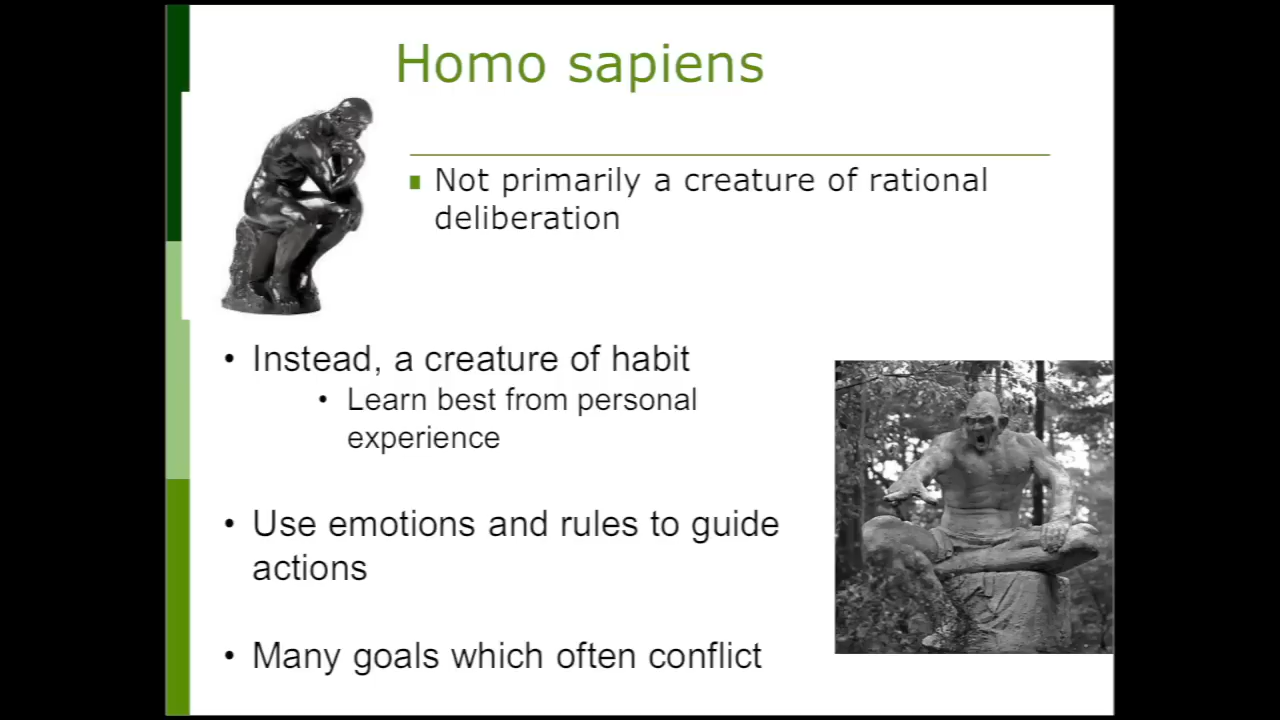 Homo sapiens
Not primarily a creature of rational
deliberation
• Instead, a creature of habit
• Learn best from personal
experience
• Use emotions and rules to guide
actions
• Many goals which often conflict